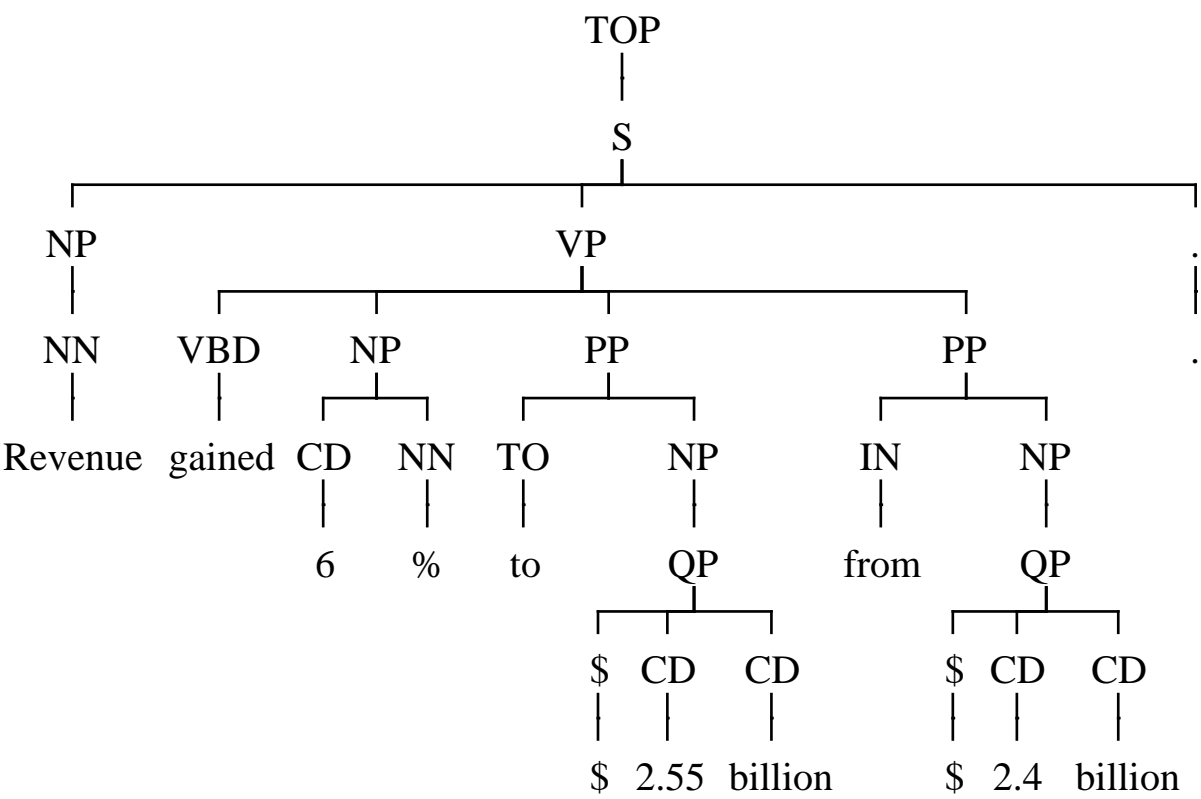 TOP
S
NP VP .
NN VBD NP PP PP .
Revenue gained CD NN TO NP IN NP
6 % to QP from QP
$ CD CD $ CD CD
$ 2.55 billion $ 2.4 billion